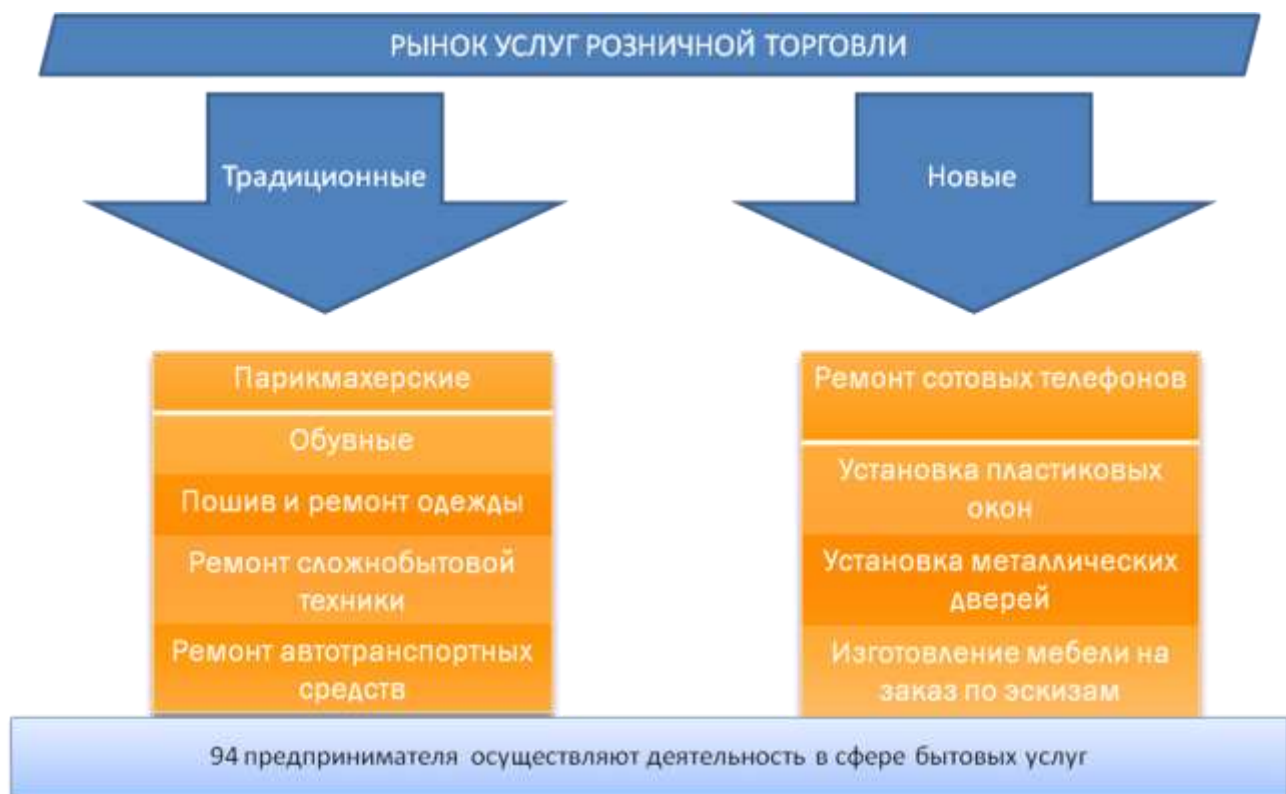 РЫНОК УСЛУГ РОЗНИЧНОЙ ТОРГОВЛИ
Традиционные
Новые
Парикмахерские
Обувные
Пошив и ремонт одежды
Ремонт сложнобытовой
техники
Ремонт автотранспортных
средств
Ремонт сотовых телефонов
Установка пластиковых
окон
Установка металлических
дверей
Изготовление мебели на
заказ по эскизам
94 предпринимателя осуществляют деятельность в сфере бытовых услуг